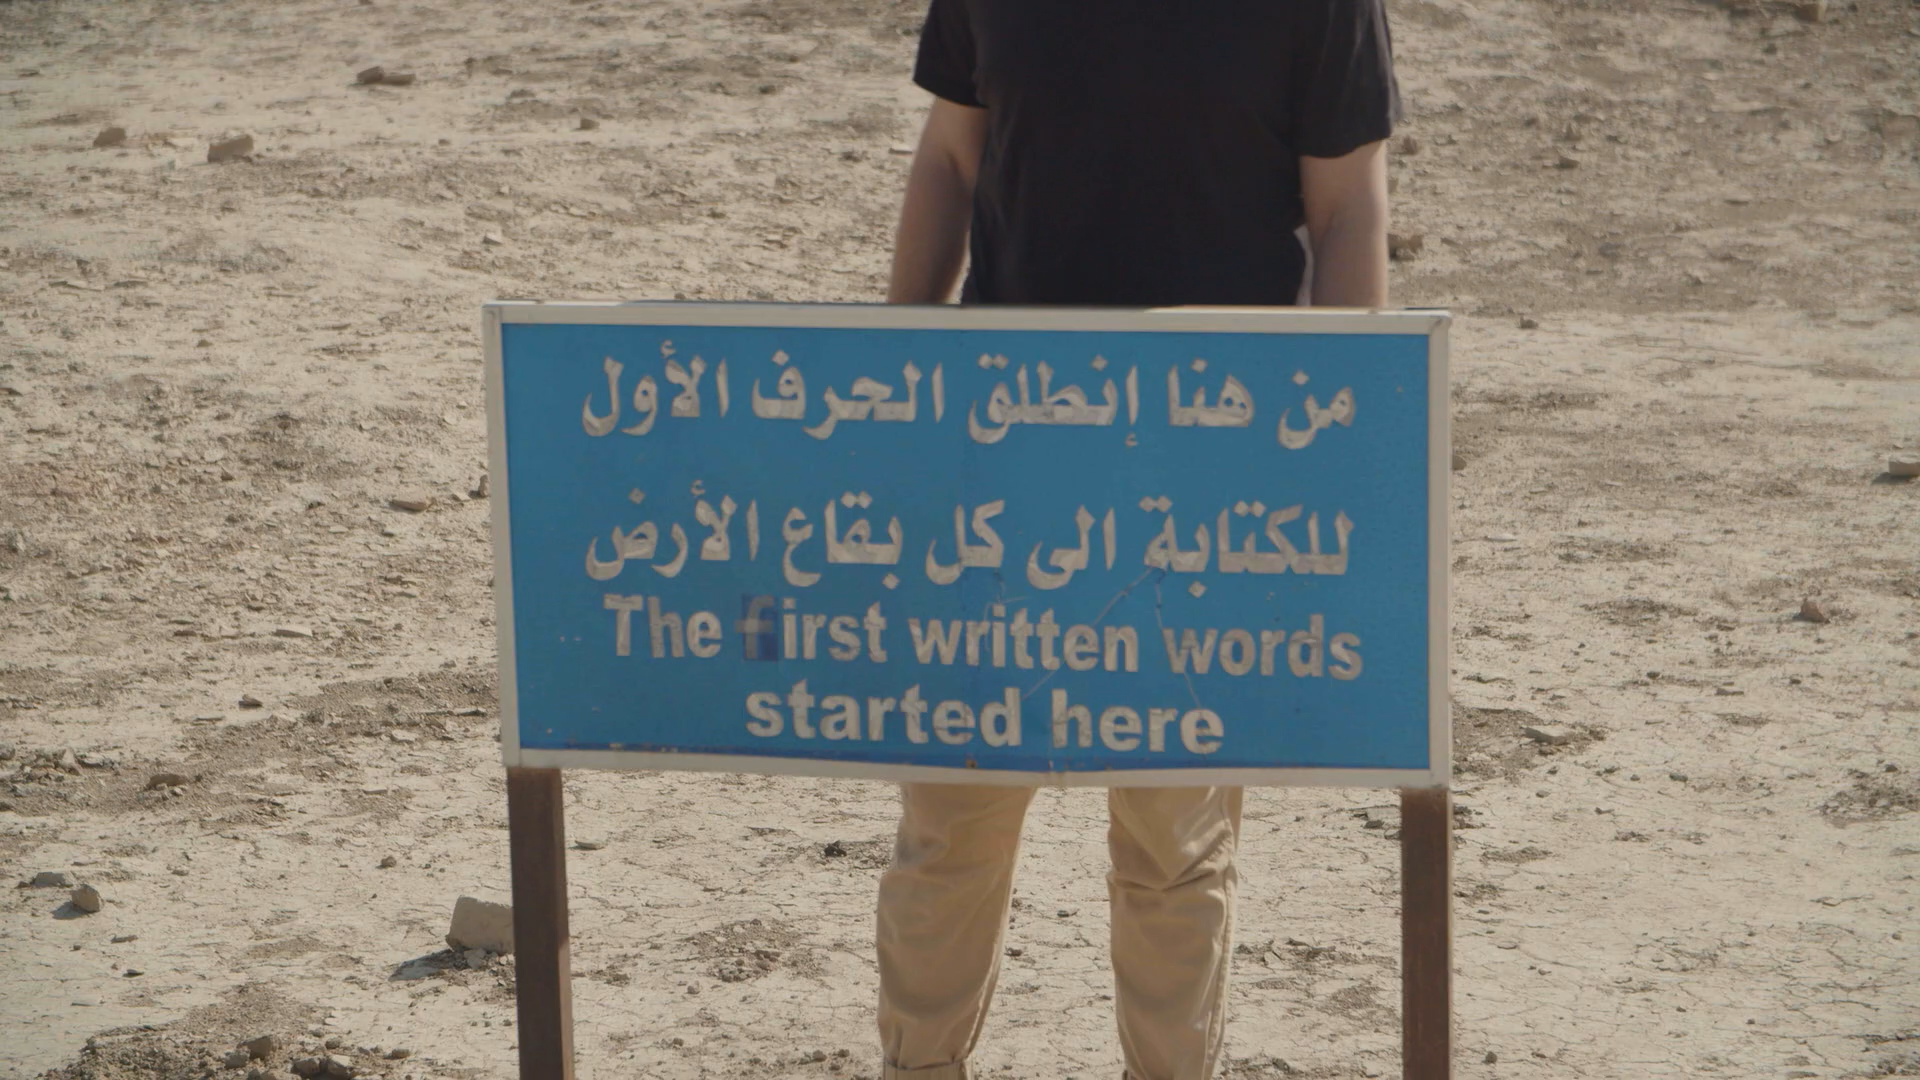 من هنا إنطلق الحرف الأول
للكتابة الى كل بقاع الأرض
The first written words
started here